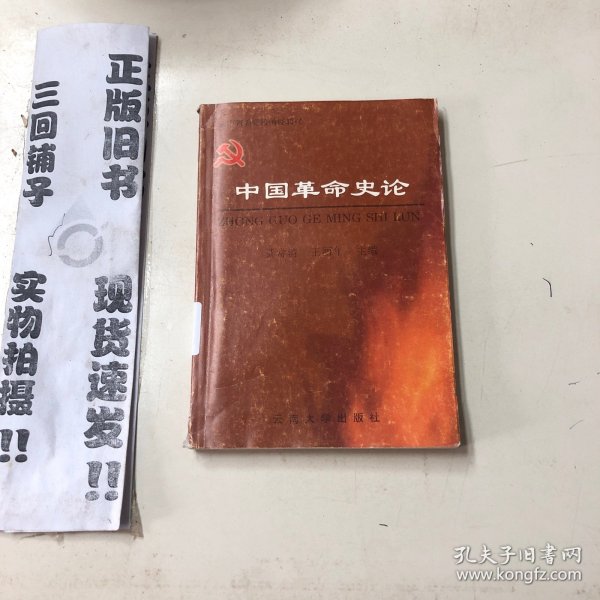 正版旧书
现货速发!!
三回铺子
实物拍摄!!
中国革命史论
ZHONG GUO GE MING SHI LUN
主编
云南大学出版社
孔夫子旧书网
www.kongfz.com